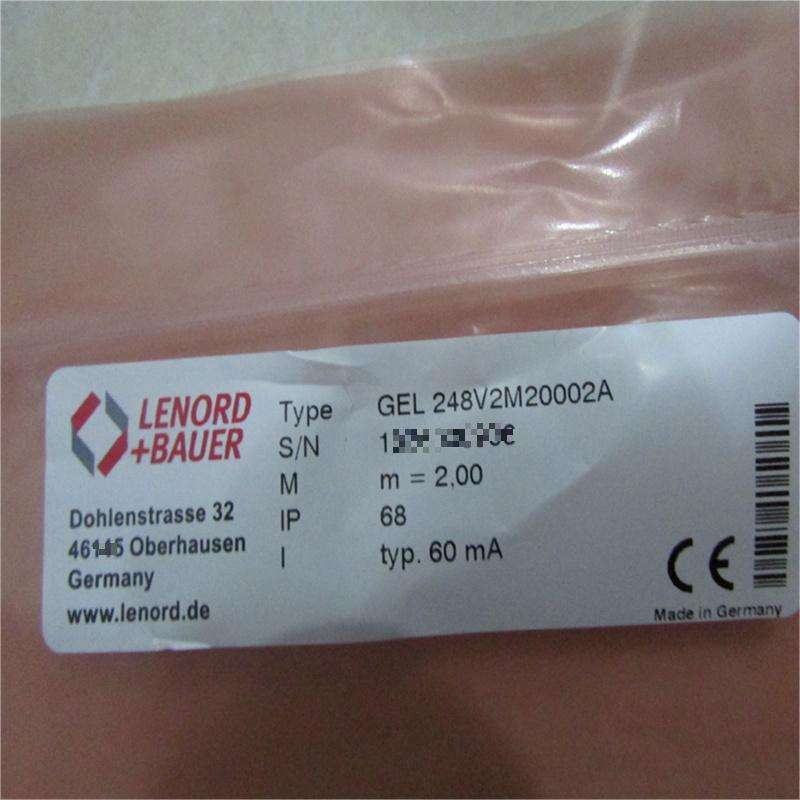 LENORD
+BAUER
Dohlenstrasse 32
Oberhausen
Germany
www.lenord.de
Type GEL 248V2M20002A
S/N
M m = 2,00
IP 68
I typ. 60 mA
CE
Made in Germany